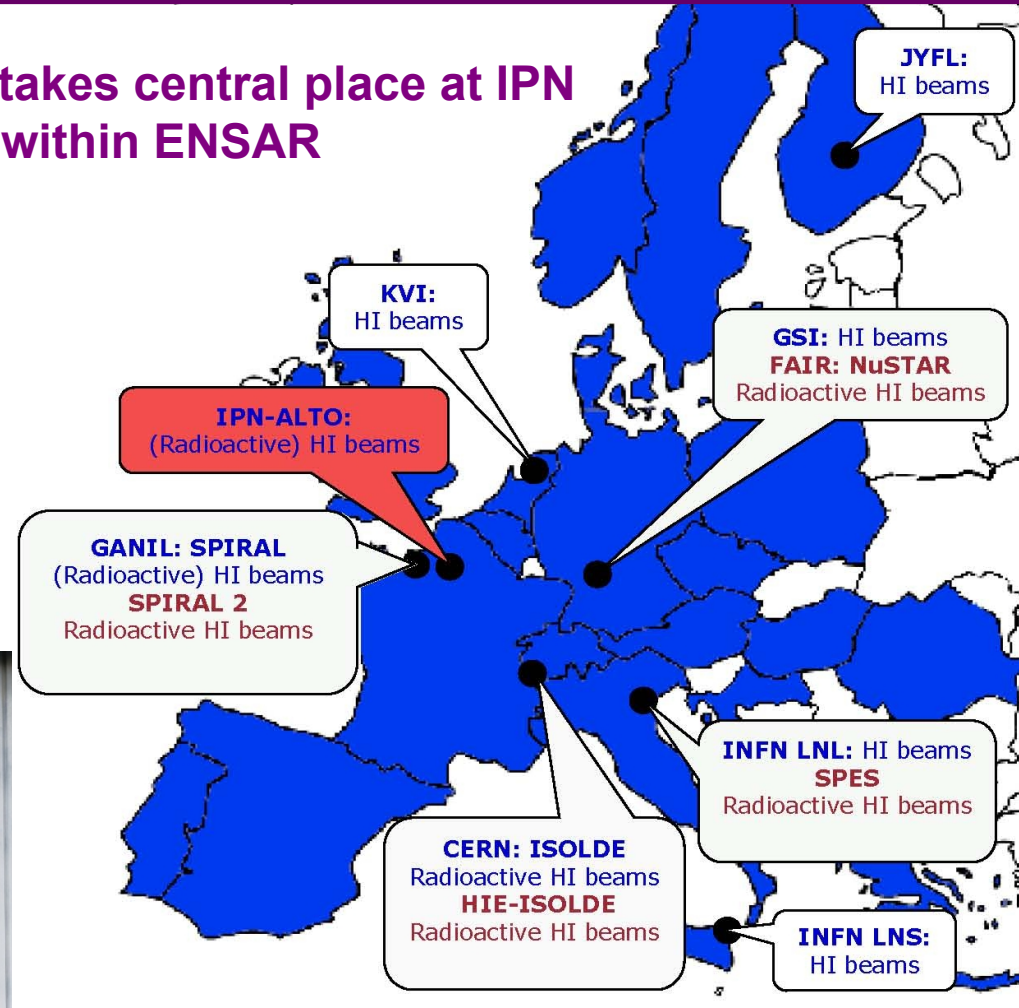 takes central place at IPN
within ENSAR
JYFL:
HI beams
KVI:
HI beams
GSI: HI beams
FAIR: NuSTAR
Radioactive HI beams
IPN-ALTO:
(Radioactive) HI beams
GANIL: SPIRAL
(Radioactive) HI beams
SPIRAL 2
Radioactive HI beams
INFN LNL: HI beams
SPES
Radioactive HI beams
CERN: ISOLDE
Radioactive HI beams
HIE-ISOLDE
Radioactive HI beams
INFN LNS:
HI beams